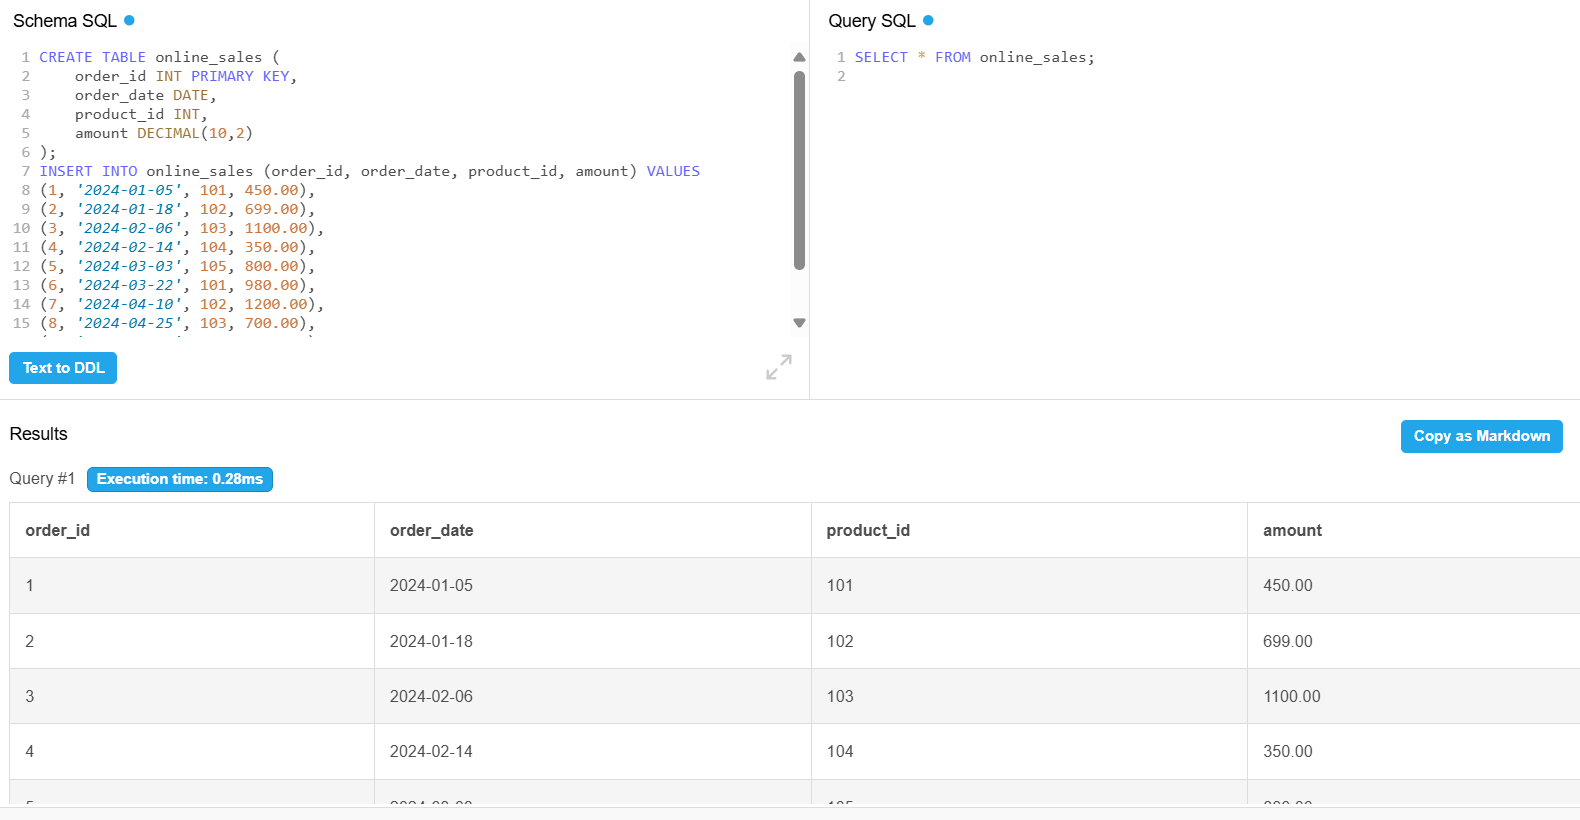 Schema SQL
1 CREATE TABLE online_sales (
2     order_id INT PRIMARY KEY,
3     order_date DATE,
4     product_id INT,
5     amount DECIMAL(10,2)
6 );
7 INSERT INTO online_sales (order_id, order_date, product_id, amount) VALUES
8 (1, '2024-01-05', 101, 450.00),
9 (2, '2024-01-18', 102, 699.00),
10 (3, '2024-02-06', 103, 1100.00),
11 (4, '2024-02-14', 104, 350.00),
12 (5, '2024-03-03', 105, 800.00),
13 (6, '2024-03-22', 101, 980.00),
14 (7, '2024-04-10', 102, 1200.00),
15 (8, '2024-04-25', 103, 700.00),
Text to DDL
Query SQL
1 SELECT * FROM online_sales;
2
Results
Copy as Markdown
Query #1 Execution time: 0.28ms
order_id order_date product_id amount
1 2024-01-05 101 450.00
2 2024-01-18 102 699.00
3 2024-02-06 103 1100.00
4 2024-02-14 104 350.00